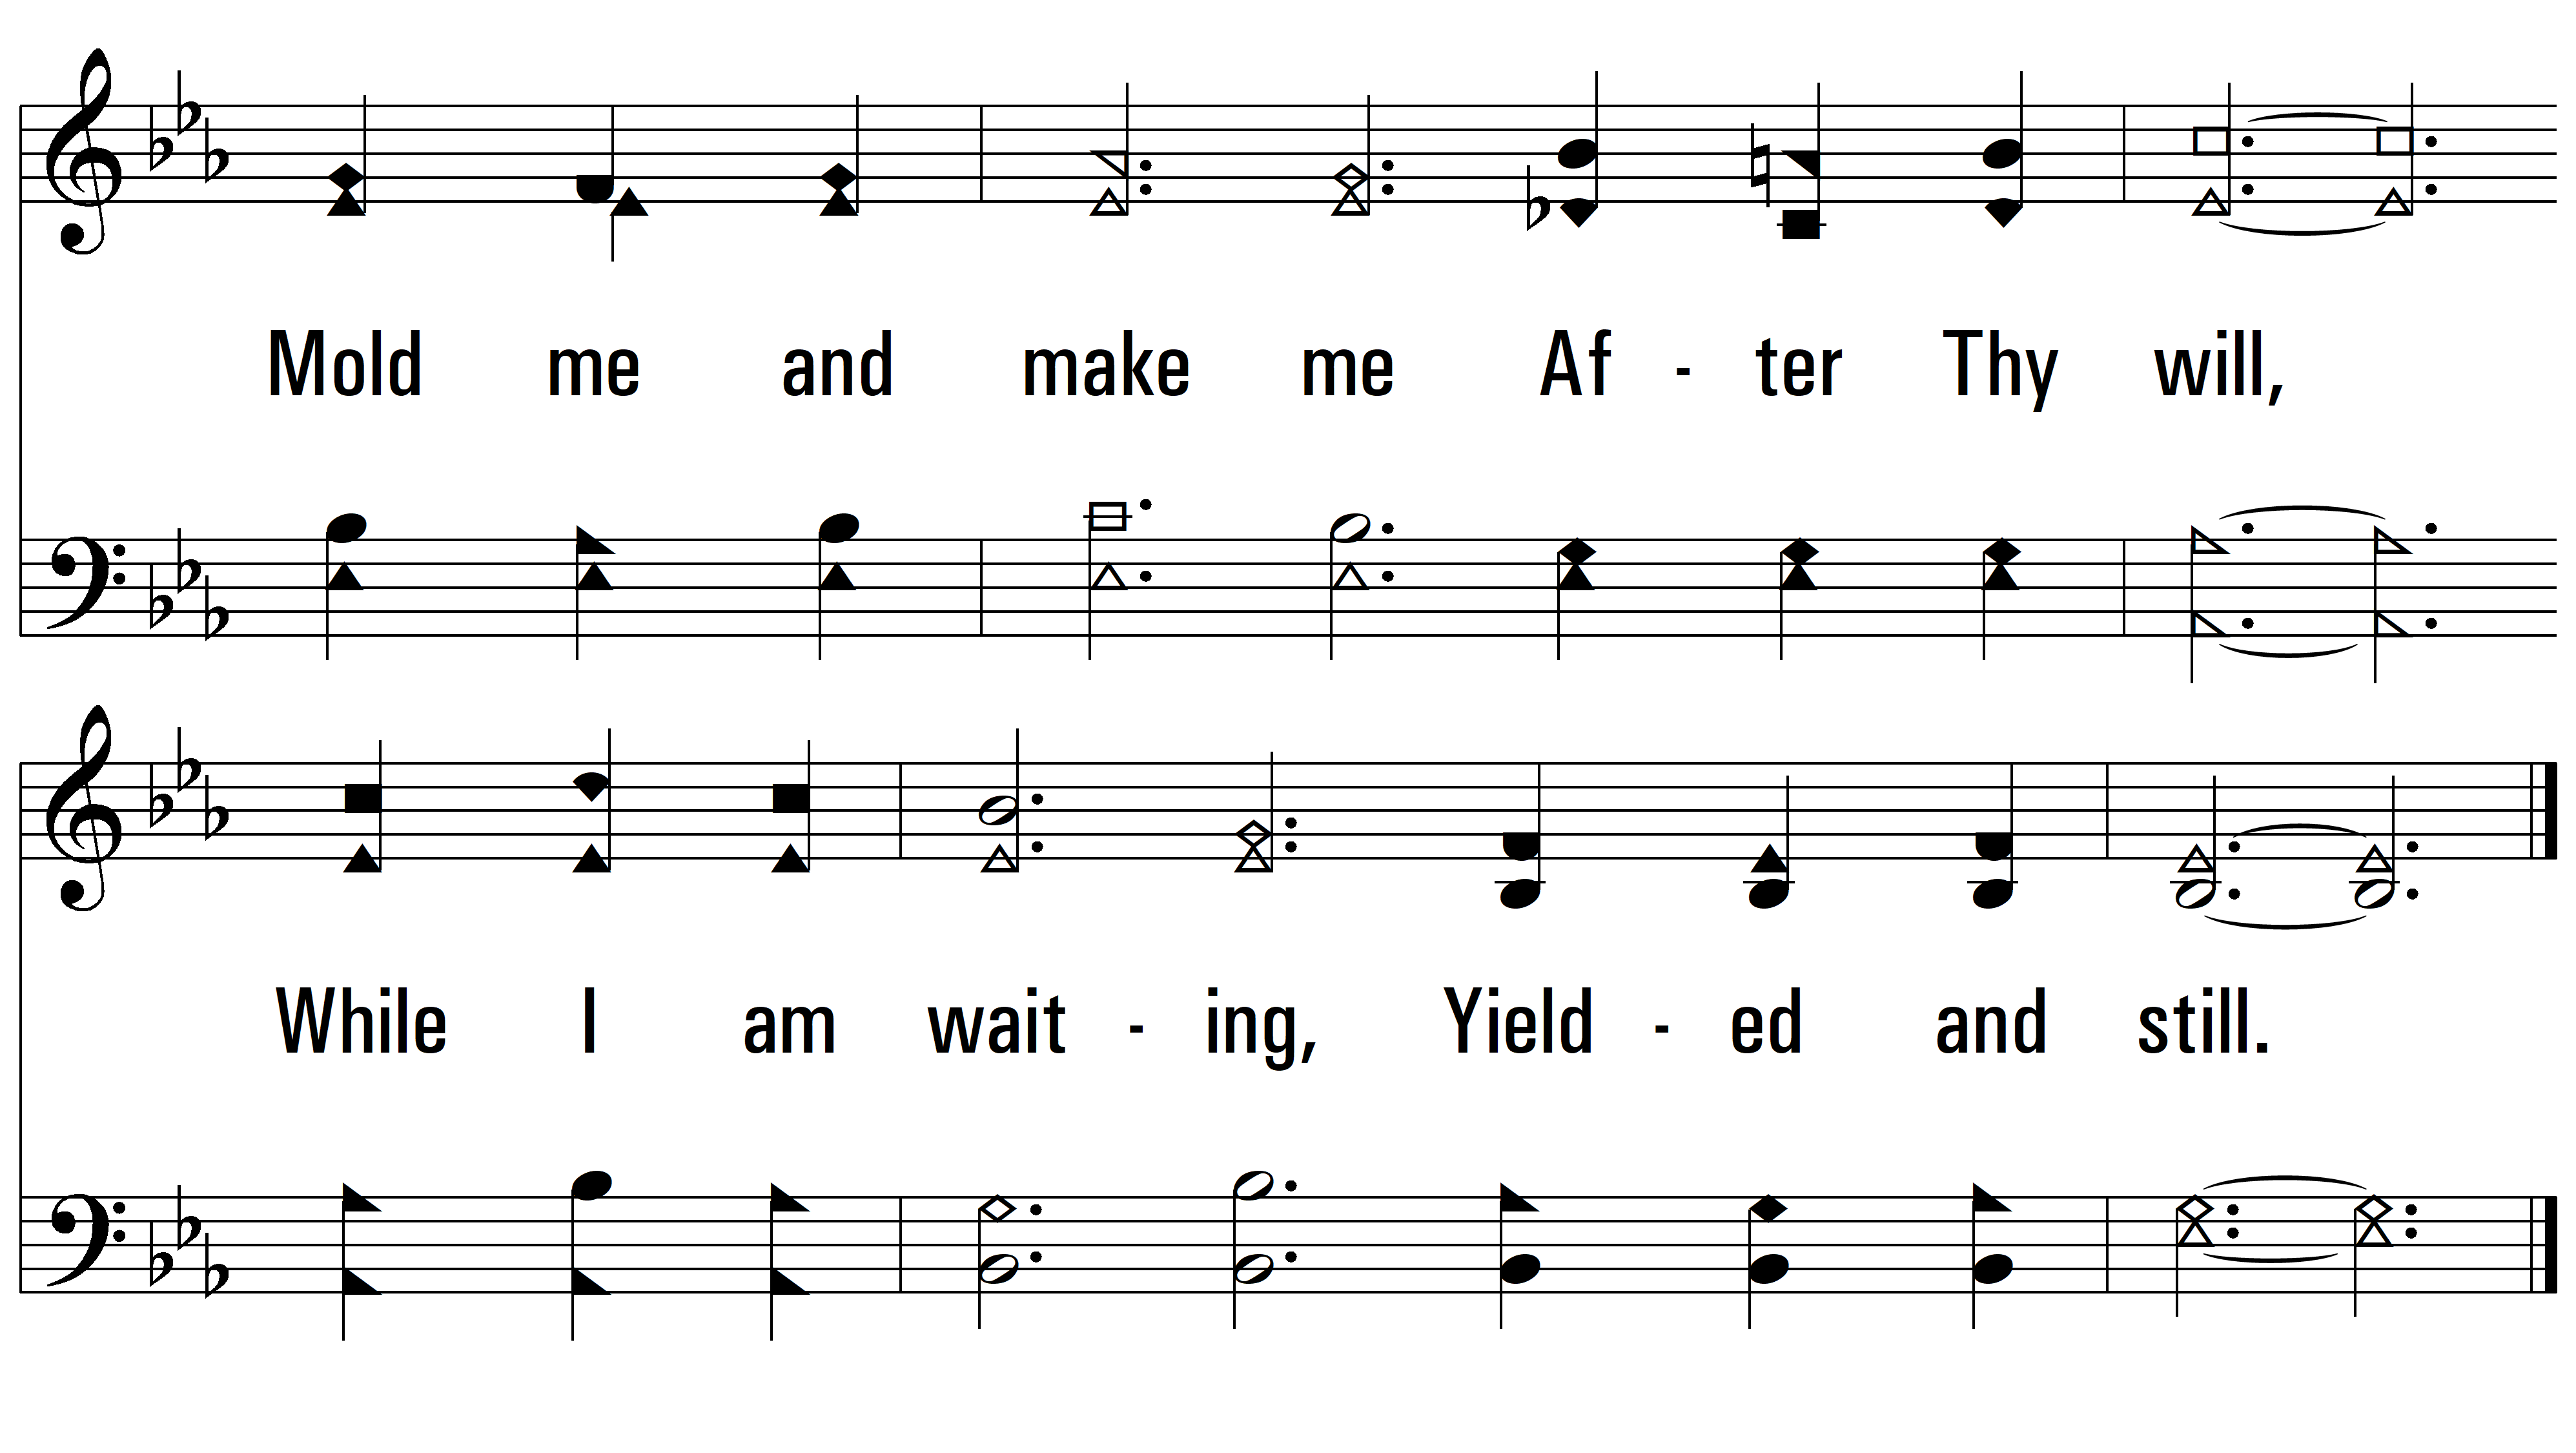 Mold me and make me Af - ter Thy will,
While I am wait - ing, Yield - ed and still.